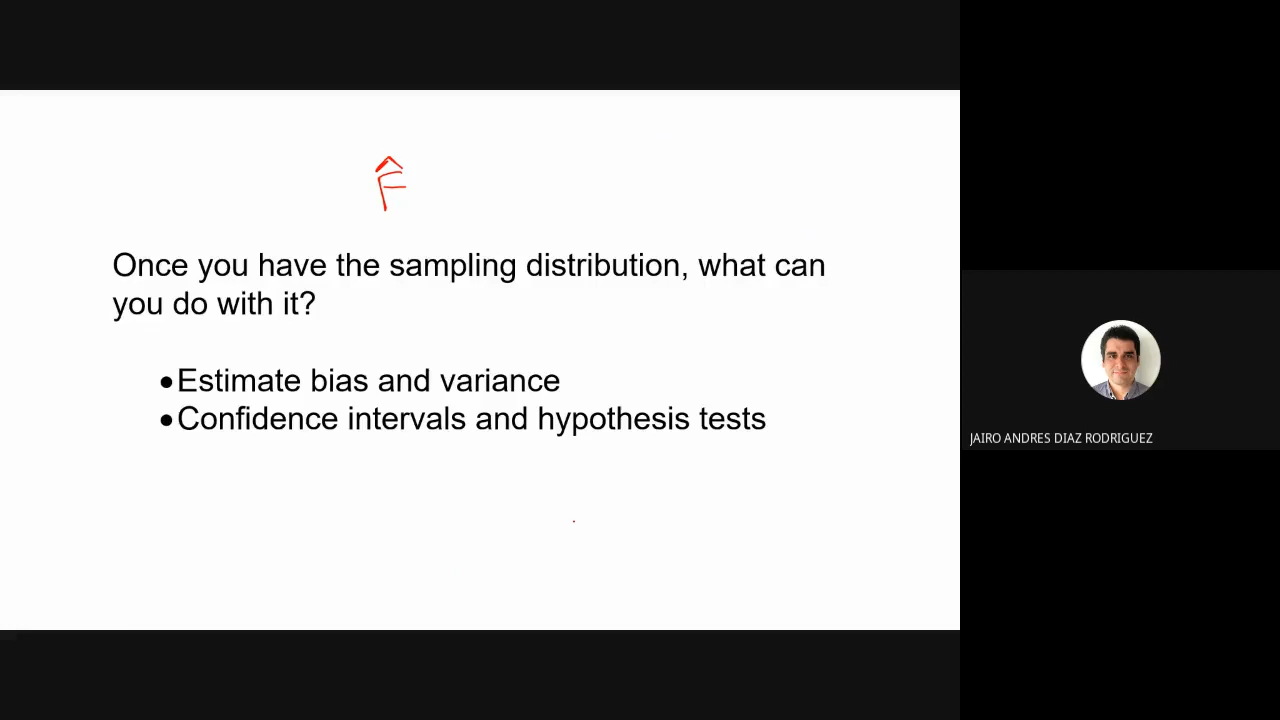 F̂
Once you have the sampling distribution, what can
you do with it?
•Estimate bias and variance
•Confidence intervals and hypothesis tests
JAIRO ANDRES DIAZ RODRIGUEZ